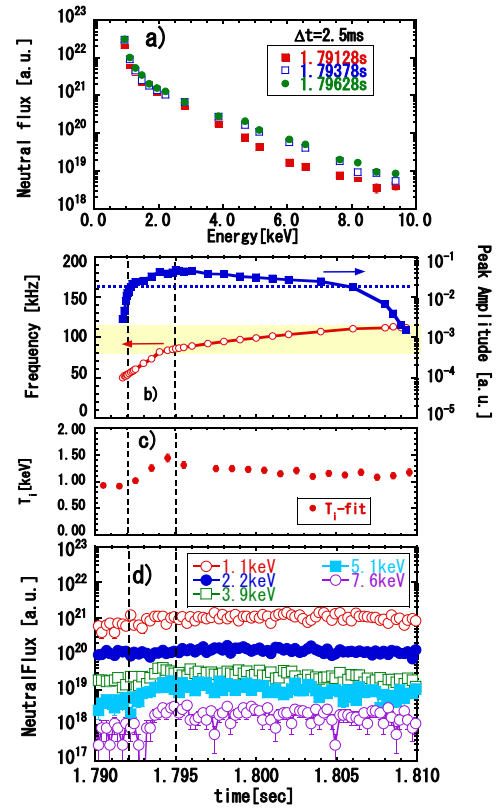 a)
Δt=2.5ms
1.79128s
1.79378s
1.79628s
Neutral flux [a.u.]
10^23
10^22
10^21
10^20
10^19
10^18
0.0 2.0 4.0 6.0 8.0 10.0
Energy[keV]
Frequency [kHz]
200
150
100
50
0
b)
10^-1
10^-2
10^-3
10^-4
10^-5
Peak Amplitude [a.u.]
c)
T_i[keV]
2.00
1.50
1.00
0.50
0.00
T_i-fit
d)
1.1keV
2.2keV
3.9keV
5.1keV
7.6keV
NeutralFlux [a.u.]
10^23
10^22
10^21
10^20
10^19
10^18
10^17
1.790 1.795 1.800 1.805 1.810
time[sec]